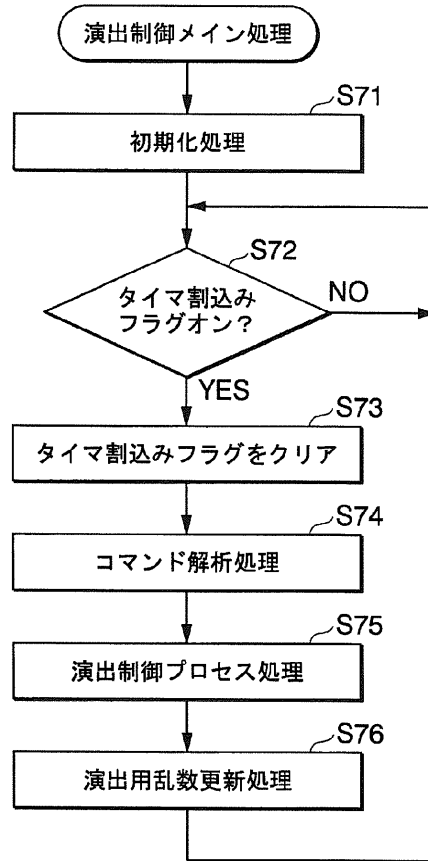 演出制御メイン処理
S71
初期化処理
S72
タイマ割込み
フラグオン？
NO
YES
S73
タイマ割込みフラグをクリア
S74
コマンド解析処理
S75
演出制御プロセス処理
S76
演出用乱数更新処理